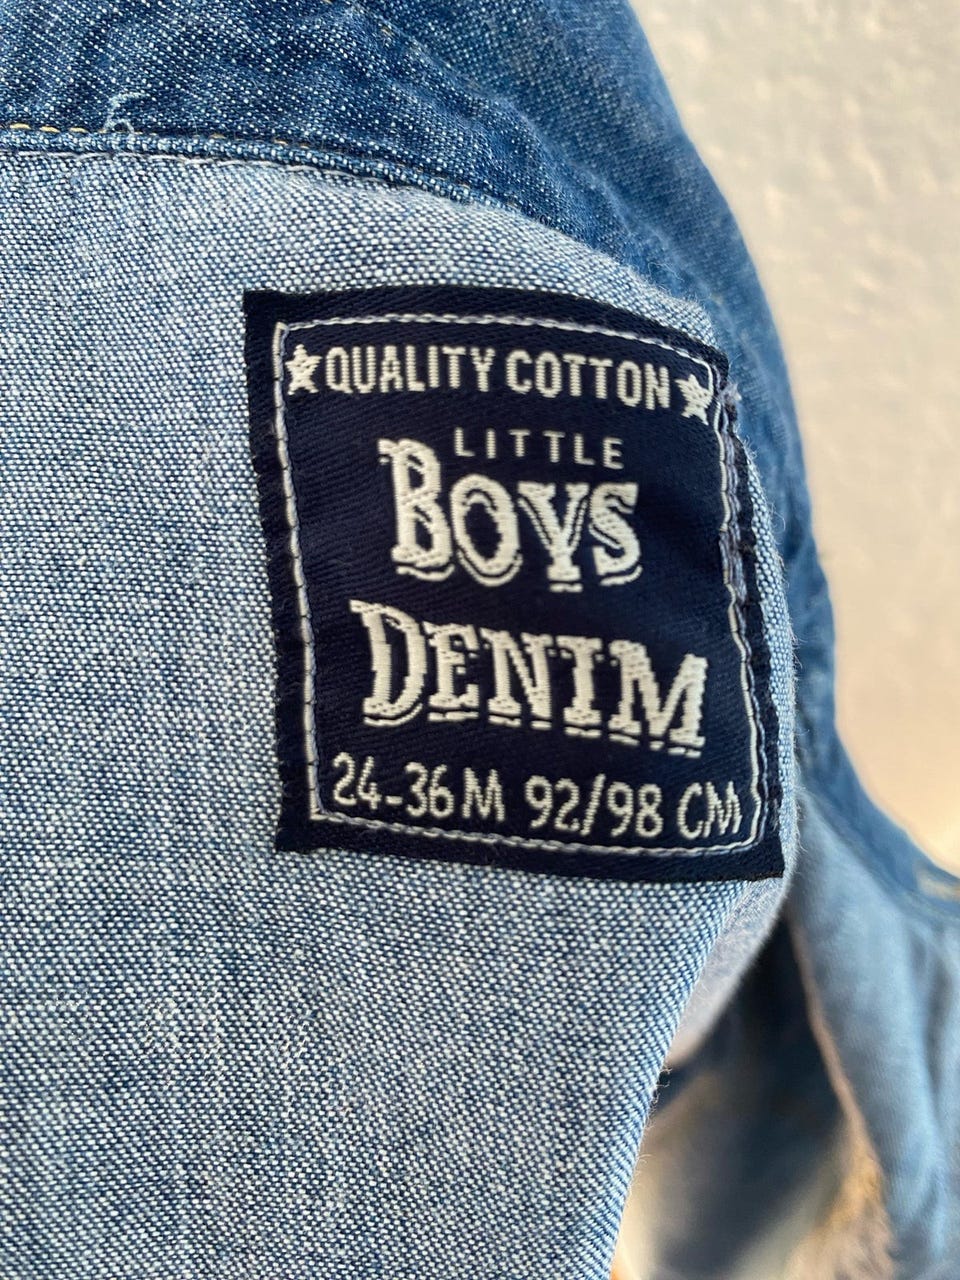 QUALITY COTTON
LITTLE
BOYS
DENIM
24-36M 92/98 CM